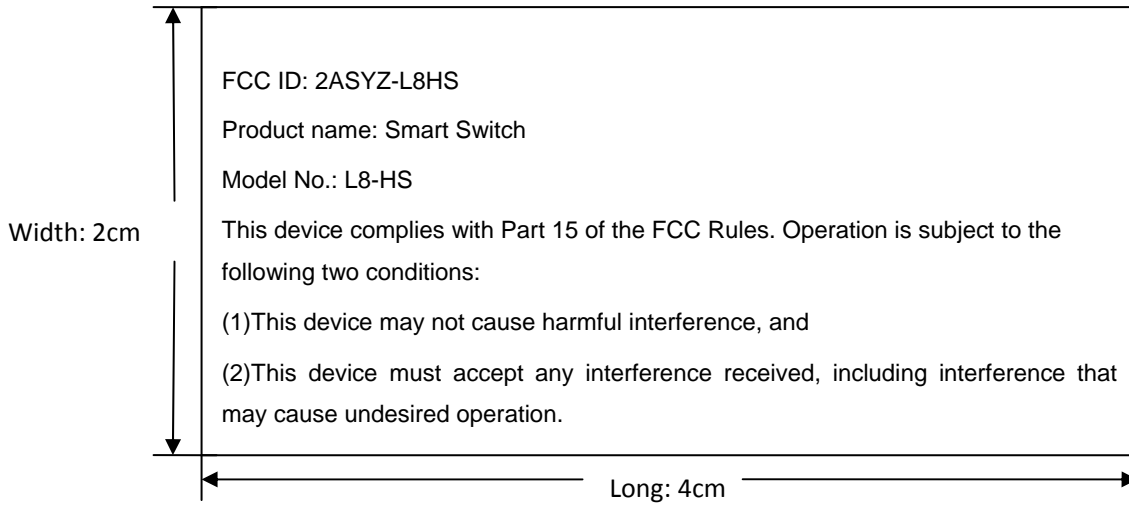 FCC ID: 2ASYZ-L8HS
Product name: Smart Switch
Model No.: L8-HS
Width: 2cm
This device complies with Part 15 of the FCC Rules. Operation is subject to the
following two conditions:
(1)This device may not cause harmful interference, and
(2)This device must accept any interference received, including interference that
may cause undesired operation.
Long: 4cm